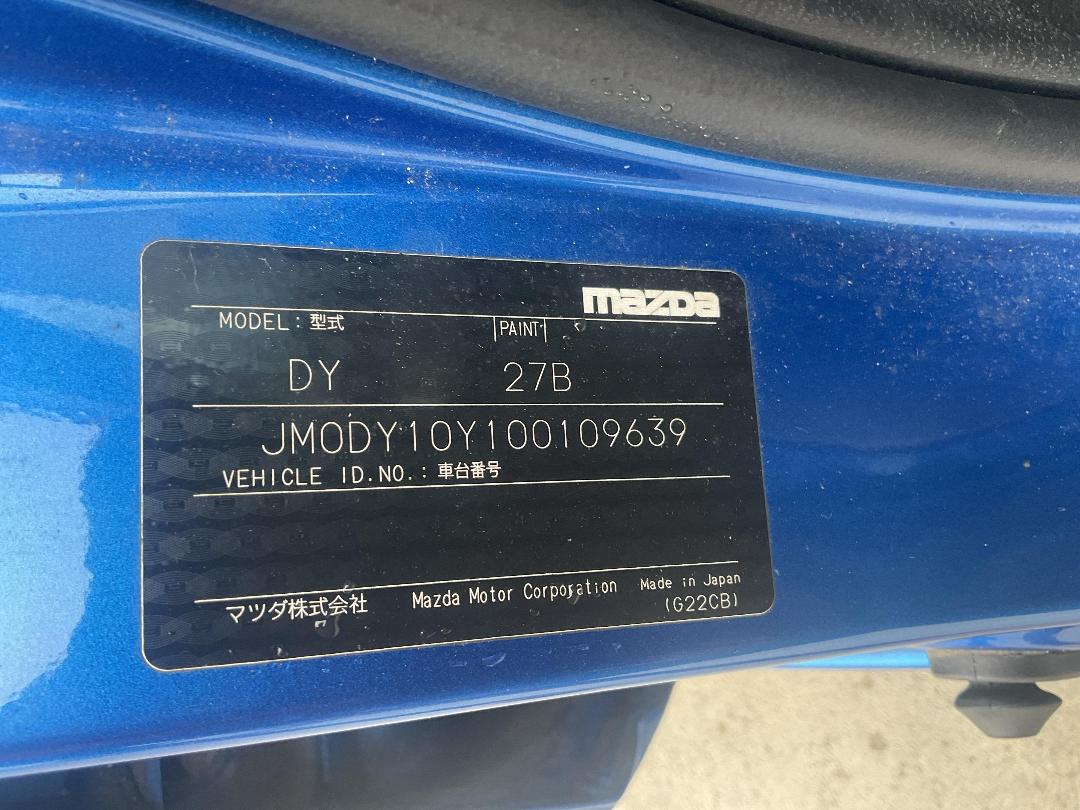 mazda
MODEL: 型式 PAINT
DY 27B
JM0DY10Y100109639
VEHICLE ID.NO.: 車台番号
マツダ株式会社 Mazda Motor Corporation Made in Japan
(G22CB)